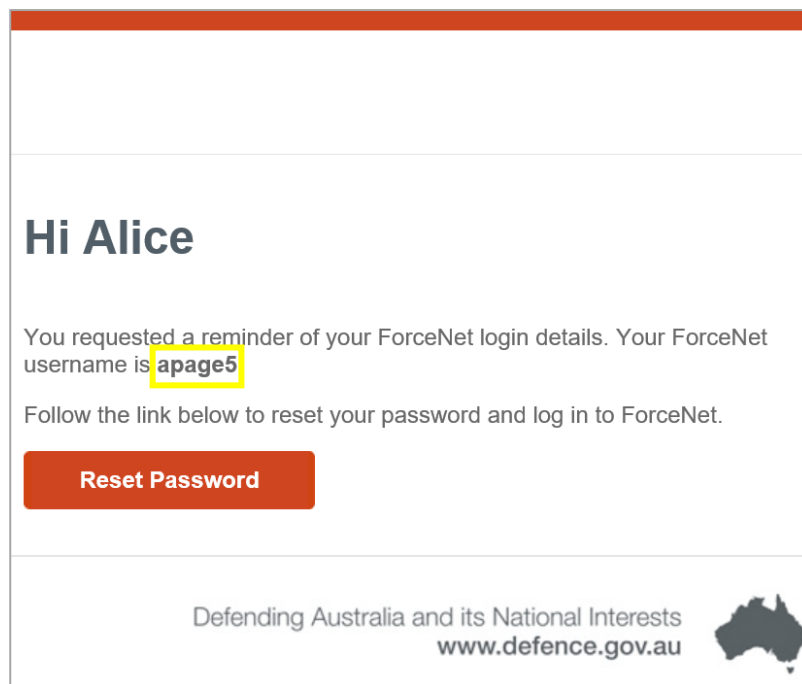 Hi Alice
You requested a reminder of your ForceNet login details. Your ForceNet
username is apage5
Follow the link below to reset your password and log in to ForceNet.
Reset Password
Defending Australia and its National Interests
www.defence.gov.au